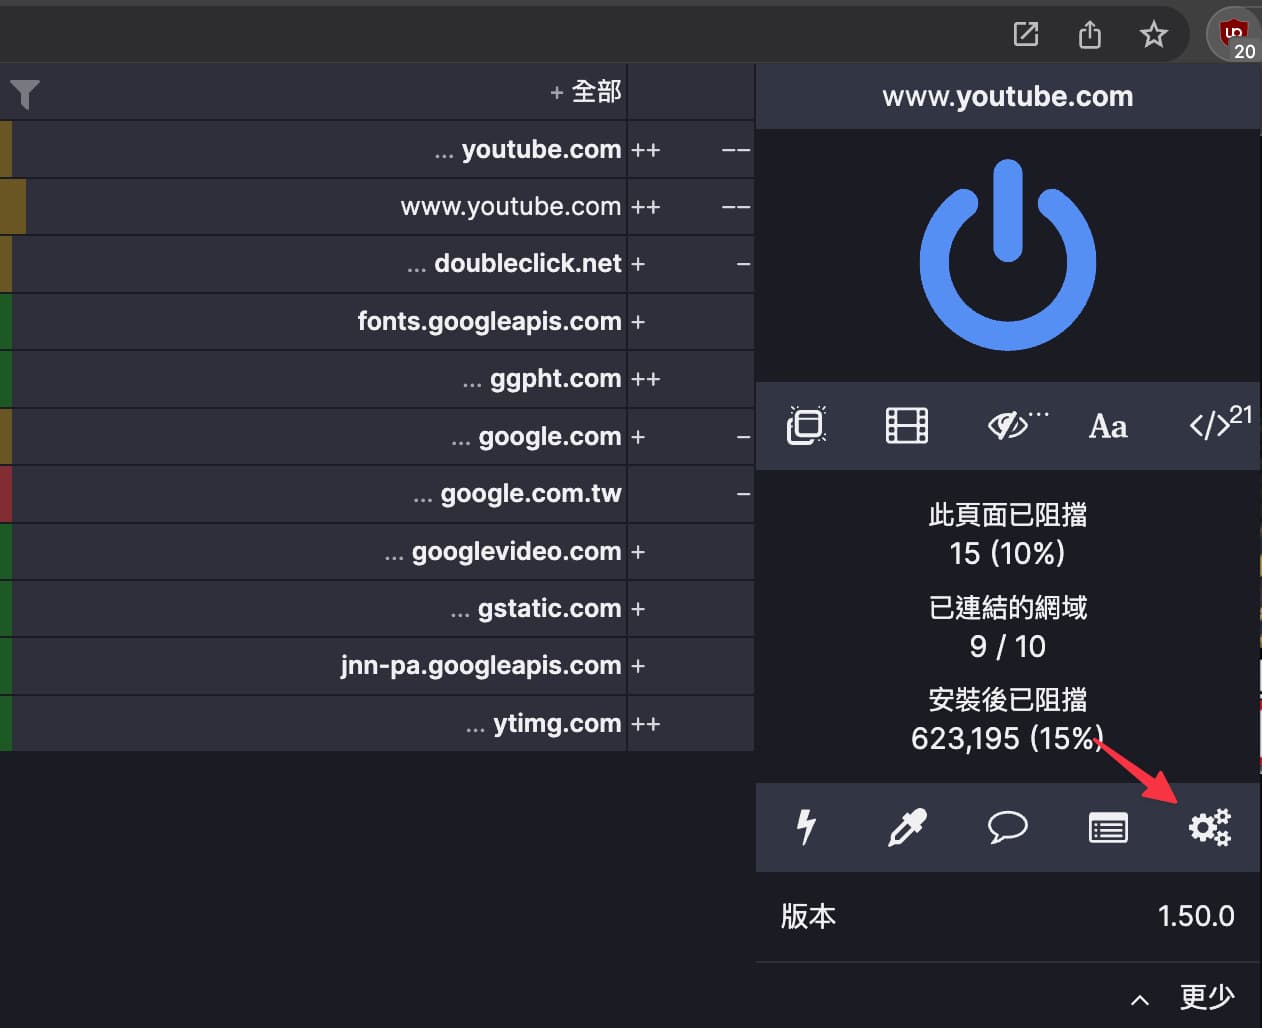 20
+ 全部
... youtube.com ++ −−
www.youtube.com ++ −−
... doubleclick.net + −
fonts.googleapis.com +
... ggpht.com ++
... google.com + −
... google.com.tw −
... googlevideo.com +
... gstatic.com +
jnn-pa.googleapis.com +
... ytimg.com ++
www.youtube.com
Aa </>21
此頁面已阻擋
15 (10%)
已連結的網域
9 / 10
安裝後已阻擋
623,195 (15%)
版本 1.50.0
更少